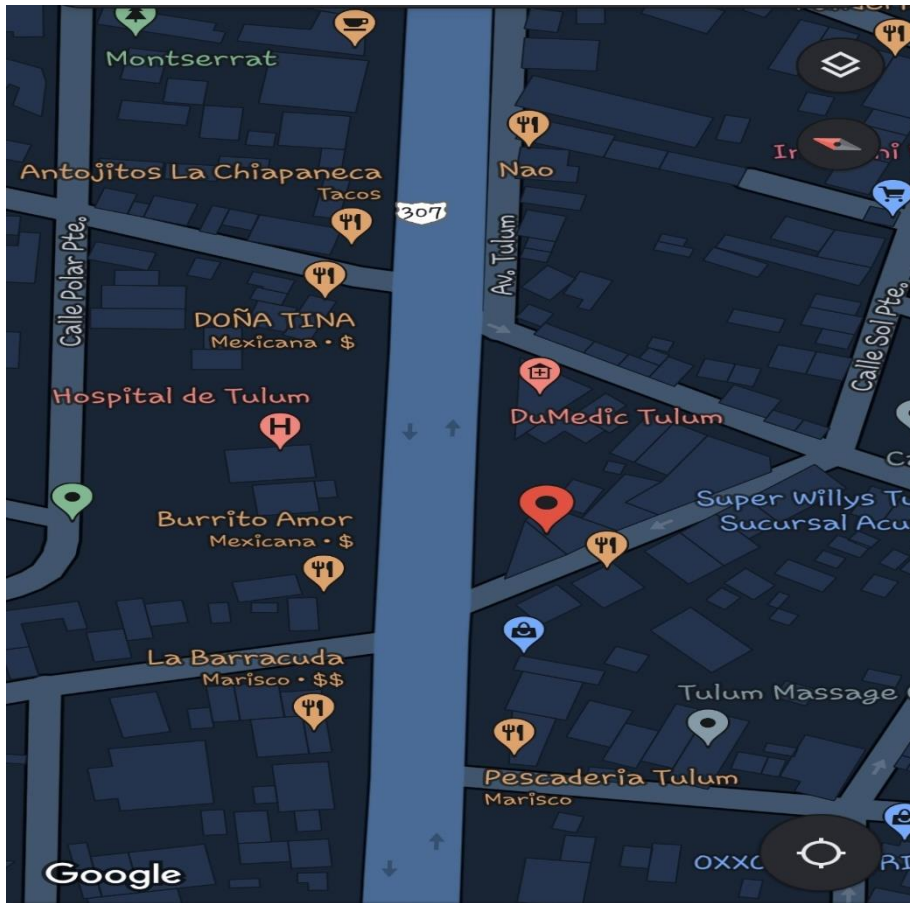 Montserrat
Antojitos La Chiapaneca
Tacos
Nao
307
Av. Tulum
Calle Polar Pte.
Calle Sol Pte.
DOÑA TINA
Mexicana • $
Hospital de Tulum
H
DuMedic Tulum
Super Willys Tu
Sucursal Acu
Burrito Amor
Mexicana • $
La Barracuda
Marisco • $$
Tulum Massage
Pescaderia Tulum
Marisco
OXXO
Google